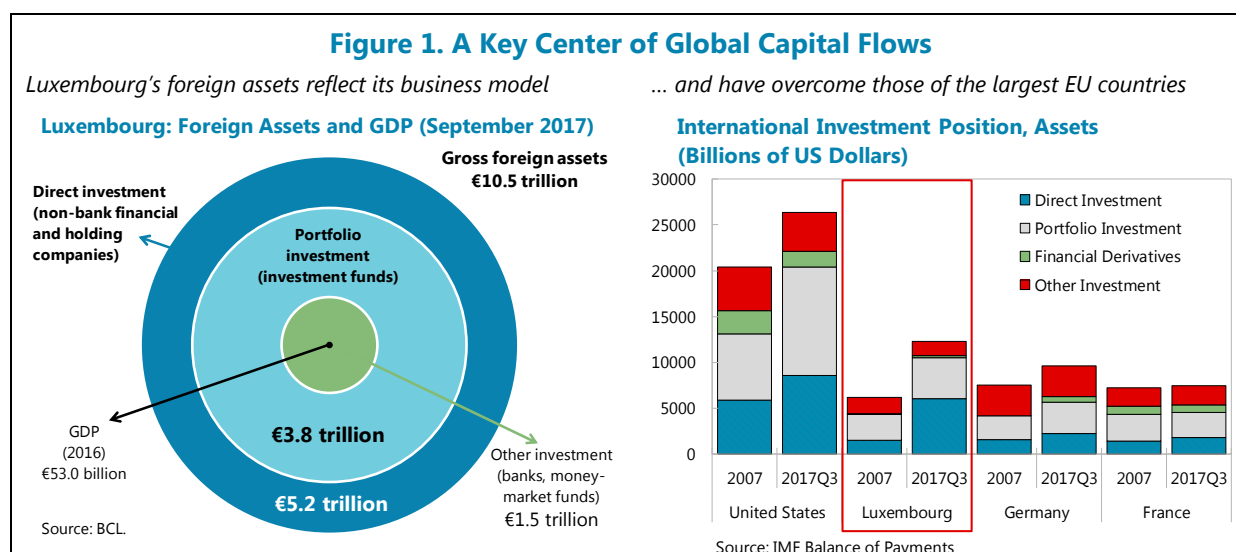 Figure 1. A Key Center of Global Capital Flows
Luxembourg's foreign assets reflect its business model
Luxembourg: Foreign Assets and GDP (September 2017)
Gross foreign assets
€10.5 trillion
Direct investment
(non-bank financial
and holding
companies)
Portfolio
investment
(investment funds)
€3.8 trillion
GDP
(2016)
€53.0 billion
Other investment
(banks, money-
market funds)
€1.5 trillion
€5.2 trillion
Source: BCL.
... and have overcome those of the largest EU countries
International Investment Position, Assets
(Billions of US Dollars)
30000
25000
20000
15000
10000
5000
0
Direct Investment
Portfolio Investment
Financial Derivatives
Other Investment
2007 2017Q3 2007 2017Q3 2007 2017Q3 2007 2017Q3
United States Luxembourg Germany France
Source: IMF Balance of Payments